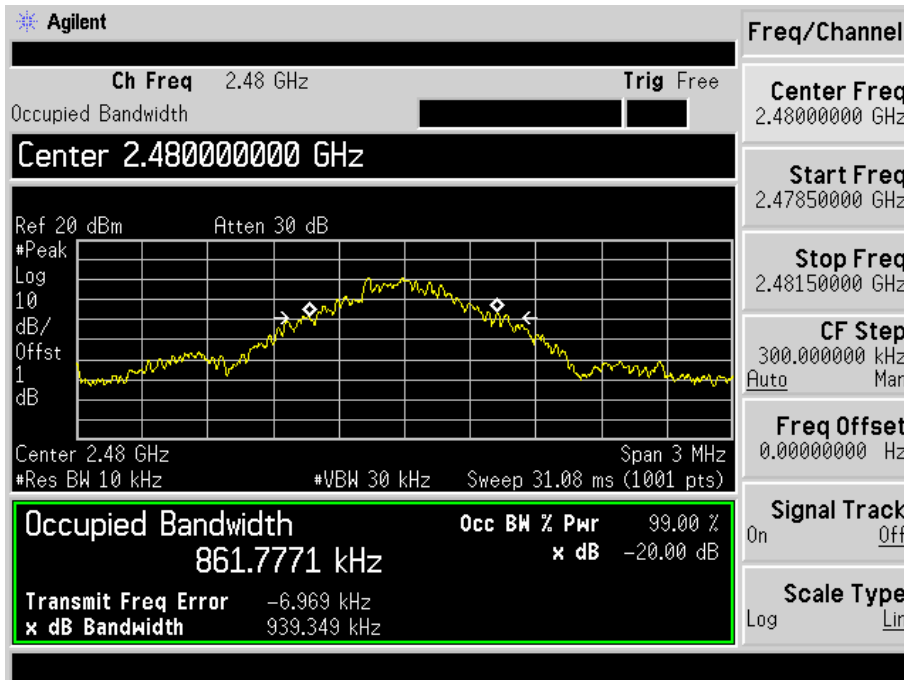 Agilent
Freq/Channel
Ch Freq 2.48 GHz Trig Free
Occupied Bandwidth
Center 2.480000000 GHz
Center Freq
2.48000000 GHz
Start Freq
2.47850000 GHz
Stop Freq
2.48150000 GHz
CF Step
300.000000 kHz
Auto Man
Freq Offset
0.00000000 Hz
Signal Track
On Off
Scale Type
Log Lin
Ref 20 dBm Atten 30 dB
#Peak
Log
10
dB/
Offst
1
dB
Center 2.48 GHz Span 3 MHz
#Res BW 10 kHz #VBW 30 kHz Sweep 31.08 ms (1001 pts)
Occupied Bandwidth
861.7771 kHz
Occ BW % Pwr 99.00 %
x dB -20.00 dB
Transmit Freq Error -6.969 kHz
x dB Bandwidth 939.349 kHz